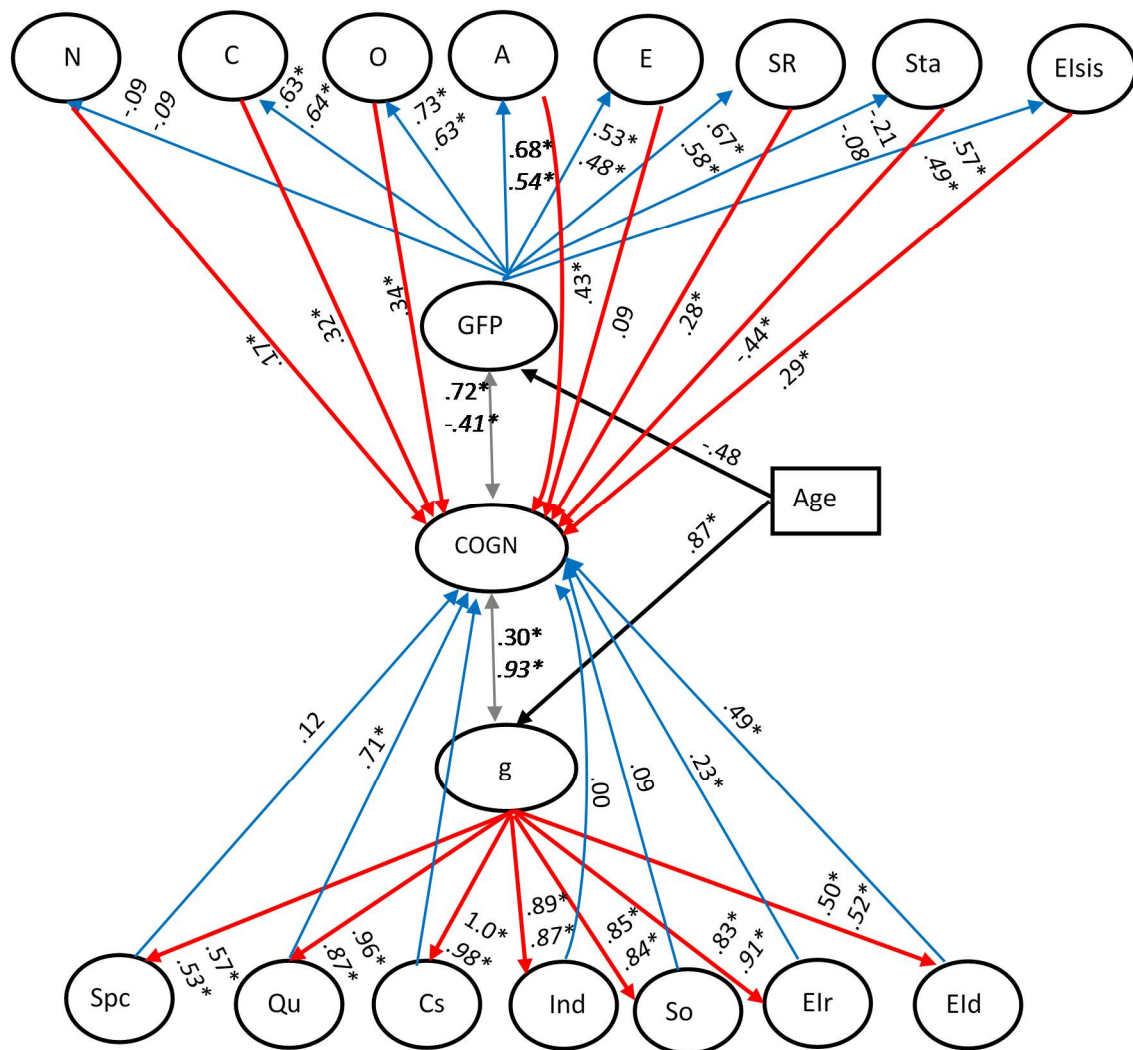 N
C
O
A
E
SR
Sta
Elsis
-.09
-.09
.63*
.64*
.73*
.63*
.68*
.54*
.53*
.48*
.67*
.58*
-.21
-.08
.57*
.49*
GFP
.17*
.32*
.34*
.43*
.09
.28*
-.44*
.29*
.72*
-.41*
-.48
Age
.87*
COGN
.30*
.93*
.12
.71*
g
.00
.09
.23*
.49*
.57*
.53*
.96*
.87*
1.0*
.98*
.89*
.87*
.85*
.84*
.83*
.91*
.50*
.52*
Spc
Qu
Cs
Ind
So
Elr
Eld